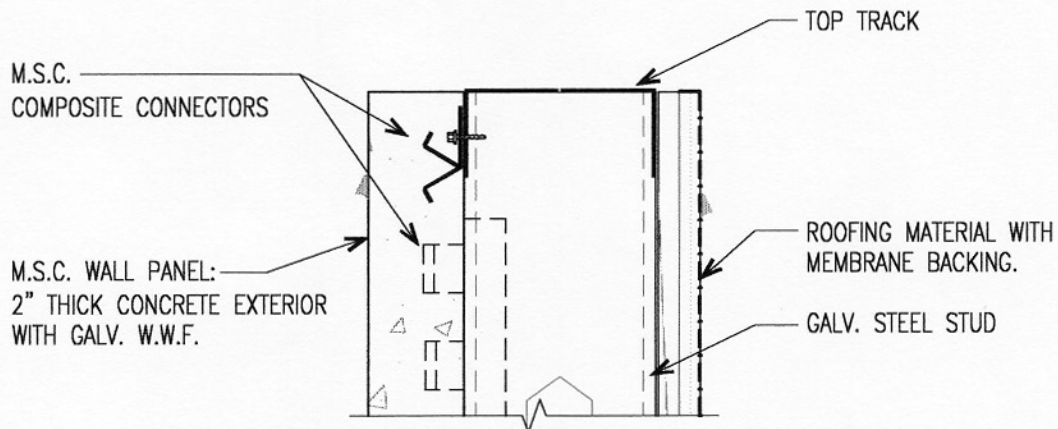 TOP TRACK
M.S.C.
COMPOSITE CONNECTORS
M.S.C. WALL PANEL:
2" THICK CONCRETE EXTERIOR
WITH GALV. W.W.F.
ROOFING MATERIAL WITH
MEMBRANE BACKING.
GALV. STEEL STUD